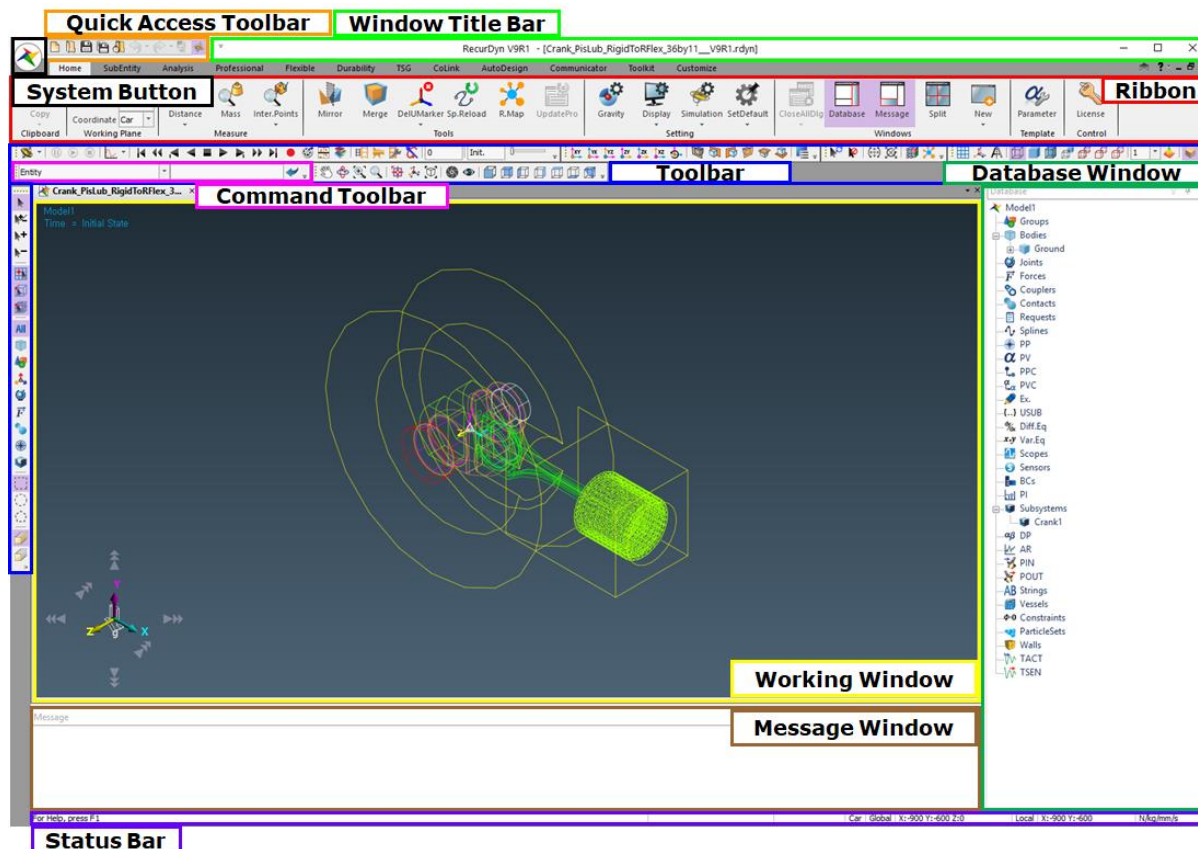 Quick Access Toolbar
Window Title Bar
RecurDyn V9R1 - [Crank_PisLub_RigidToRFlex_36by11__V9R1.rdyn]
Home SubEntity Analysis Professional Flexible Durability TSG CoLink AutoDesign Communicator Toolkit Customize
System Button
Ribbon
Copy
Coordinate Car
Distance Mass Inter.Points Mirror Merge DelUMarker Sp.Reload R.Map UpdatePro Gravity Display Simulation SetDefault CloseAllDlg Database Message Split New Parameter License
Clipboard Working Plane Measure Tools Setting Windows Template Control
0 Init. 1
Entity
Toolbar
Database Window
Crank_PisLub_RigidToRFlex_3...
Command Toolbar
Database
Model1
Time = Initial State
All
Y
Z
X
g
Model1
Groups
Bodies
Ground
Joints
Forces
Couplers
Contacts
Requests
Splines
PP
PV
PPC
PVC
Ex.
USUB
Diff.Eq
Var.Eq
Scopes
Sensors
BCs
PI
Subsystems
Crank1
DP
AR
PIN
POUT
Strings
Vessels
Constraints
ParticleSets
Walls
TACT
TSEN
Working Window
Message
Message Window
For Help, press F1
Car Global X:-900 Y:-600 Z:0 Local X:-900 Y:-600 N/kg/mm/s
Status Bar